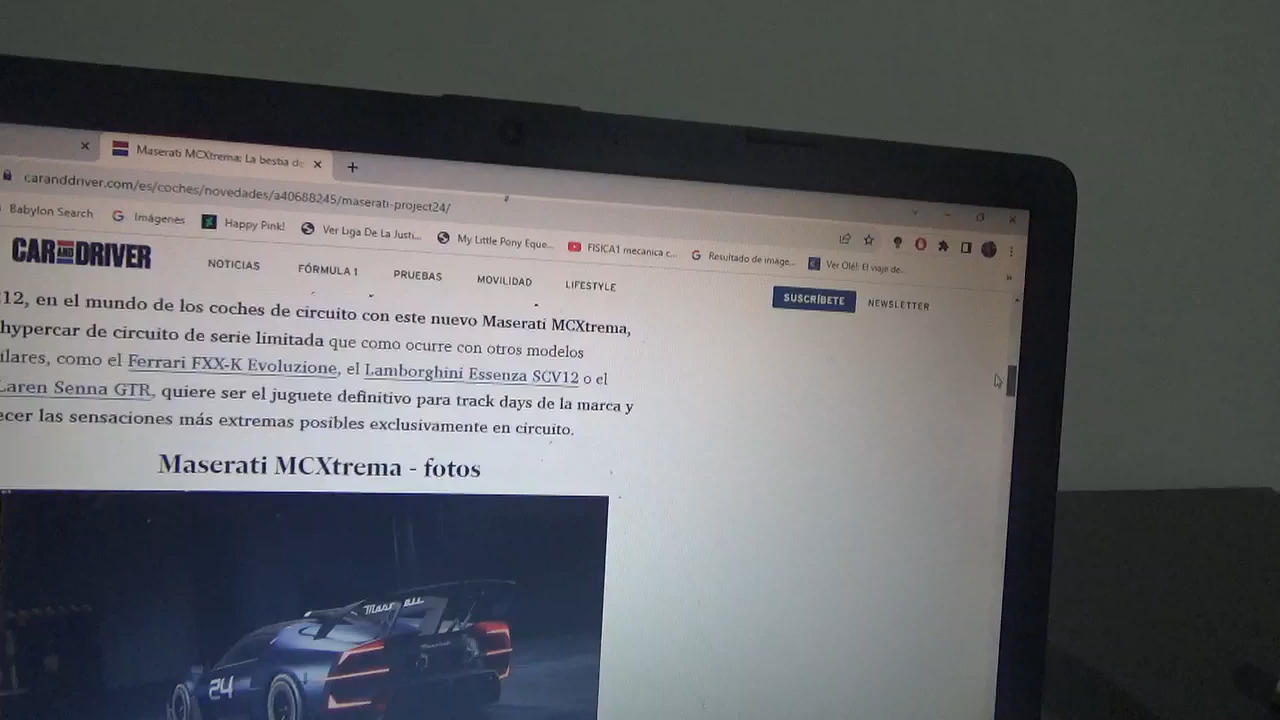 Maserati MCXtrema: La bestia de
caranddriver.com/es/coches/novedades/a40688245/maserati-project24/
Babylon Search Imágenes Happy Pink! Ver Liga De La Justi... My Little Pony Eque... FISICA1 mecanica c... Resultado de image... Ver Olé!: El viaje de...
CAR AND DRIVER NOTICIAS FÓRMULA 1 PRUEBAS MOVILIDAD LIFESTYLE SUSCRÍBETE NEWSLETTER
12, en el mundo de los coches de circuito con este nuevo Maserati MCXtrema,
hypercar de circuito de serie limitada que como ocurre con otros modelos
ilares, como el Ferrari FXX-K Evoluzione, el Lamborghini Essenza SCV12 o el
Laren Senna GTR, quiere ser el juguete definitivo para track days de la marca y
ecer las sensaciones más extremas posibles exclusivamente en circuito.
Maserati MCXtrema - fotos
Maserati
Maserati
24